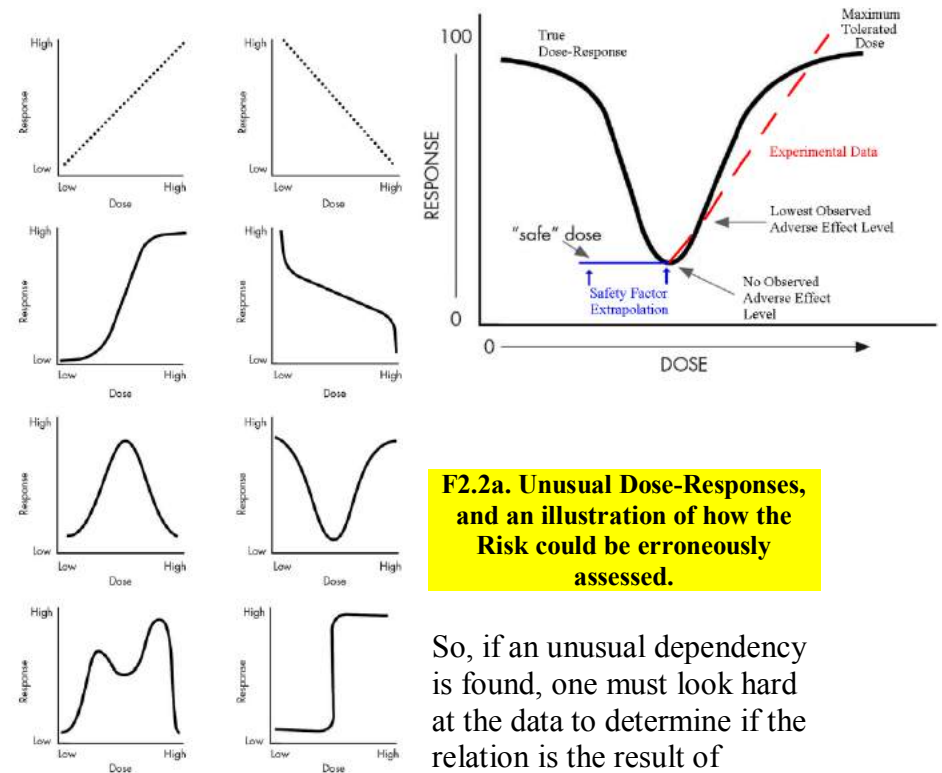 High
Response
Low
Low
High
Dose
High
Response
Low
Low
High
Dose
High
Response
Low
Low
High
Dose
High
Response
Low
Low
High
Dose
High
Response
Low
Low
High
Dose
High
Response
Low
Low
High
Dose
High
Response
Low
Low
High
Dose
High
Response
Low
Low
High
Dose
100
RESPONSE
0
0
DOSE
True
Dose-Response
Maximum
Tolerated
Dose
Experimental Data
Lowest Observed
Adverse Effect Level
"safe" dose
Safety Factor
Extrapolation
No Observed
Adverse Effect
Level
F2.2a. Unusual Dose-Responses,
and an illustration of how the
Risk could be erroneously
assessed.
So, if an unusual dependency
is found, one must look hard
at the data to determine if the
relation is the result of